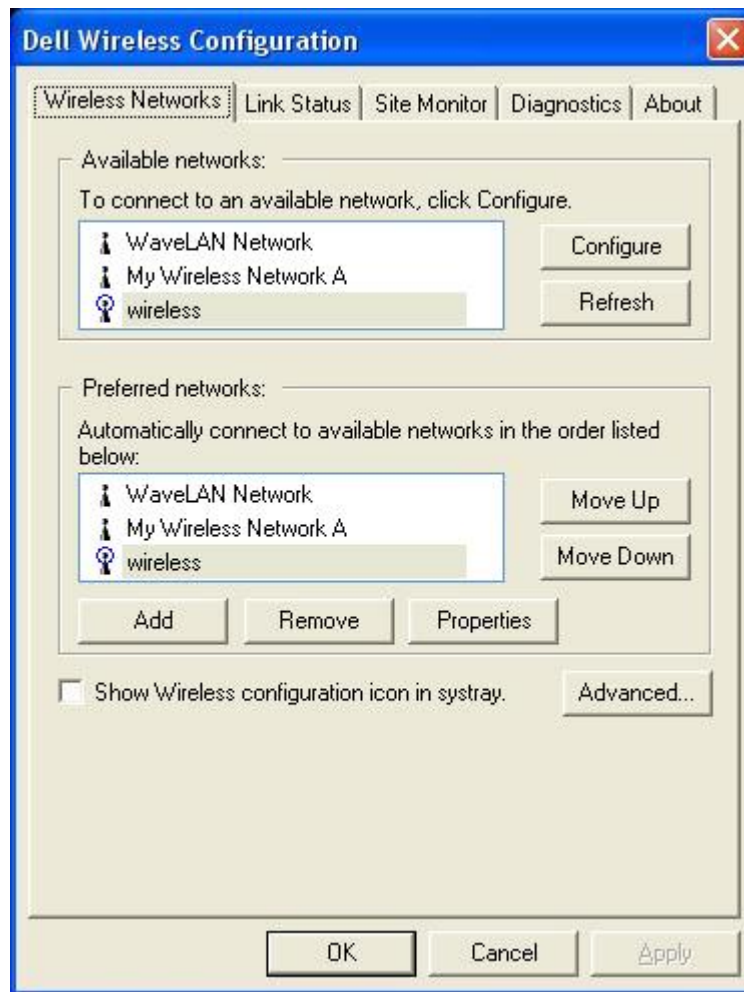 Dell Wireless Configuration
Wireless Networks Link Status Site Monitor Diagnostics About
Available networks:
To connect to an available network, click Configure.
WaveLAN Network
My Wireless Network A
wireless
Configure
Refresh
Preferred networks:
Automatically connect to available networks in the order listed
below:
WaveLAN Network
My Wireless Network A
wireless
Move Up
Move Down
Add Remove Properties
Show Wireless configuration icon in systray. Advanced...
OK Cancel Apply